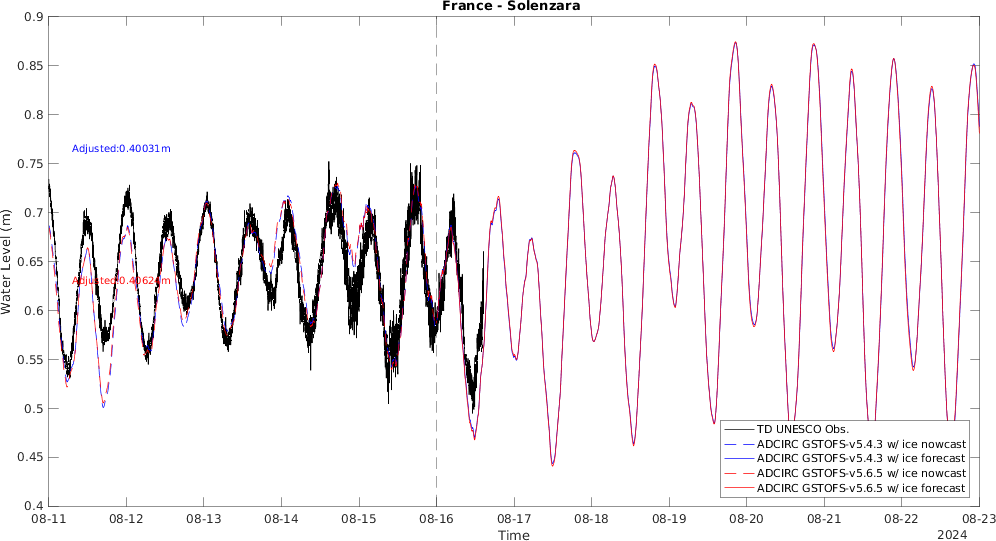 France - Solenzara
0.9
0.85
0.8
0.75
0.7
0.65
0.6
0.55
0.5
0.45
0.4
Water Level (m)
Adjusted:0.40031m
Adjusted:0.40624m
TD UNESCO Obs.
ADCIRC GSTOFS-v5.4.3 w/ ice nowcast
ADCIRC GSTOFS-v5.4.3 w/ ice forecast
ADCIRC GSTOFS-v5.6.5 w/ ice nowcast
ADCIRC GSTOFS-v5.6.5 w/ ice forecast
08-11 08-12 08-13 08-14 08-15 08-16 08-17 08-18 08-19 08-20 08-21 08-22 08-23
Time
2024